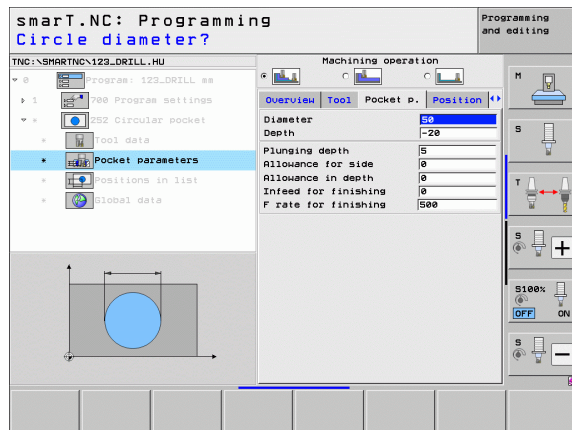 smarT.NC: Programming
Circle diameter?
Programming
and editing
TNC:\SMARTNC\123_DRILL.HU
0 Program: 123_DRILL mm
1 700 Program settings
* 252 Circular pocket
* Tool data
* Pocket parameters
* Positions in list
* Global data
Machining operation
Overview Tool Pocket p. Position
Diameter 50
Depth -20
Plunging depth 5
Allowance for side 0
Allowance in depth 0
Infeed for finishing 0
F rate for finishing 500
M
S
T
S
+
S100%
OFF ON
S
-